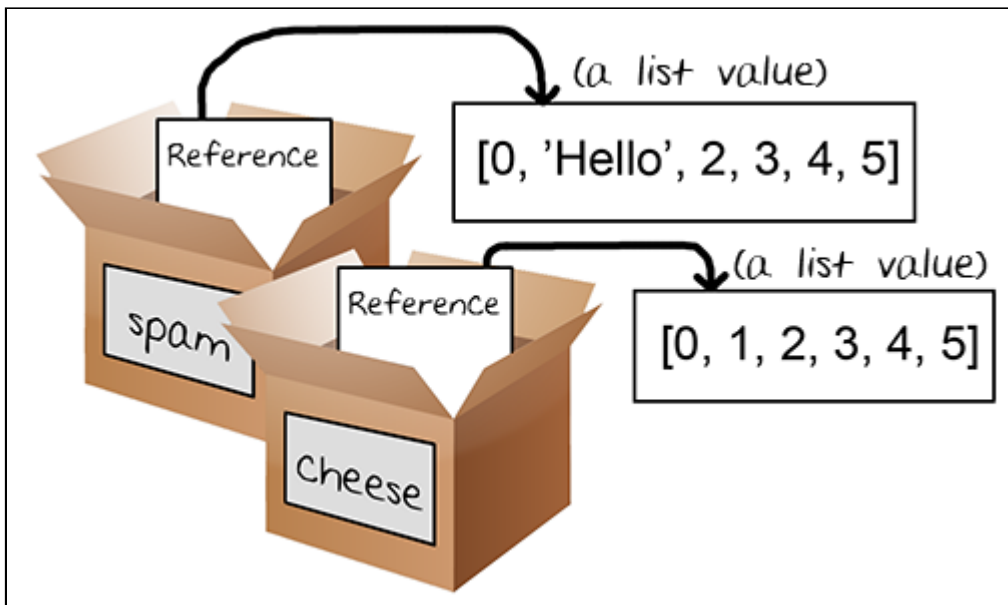 (a list value)
Reference
[0, ’Hello’, 2, 3, 4, 5]
(a list value)
Reference
spam
[0, 1, 2, 3, 4, 5]
cheese